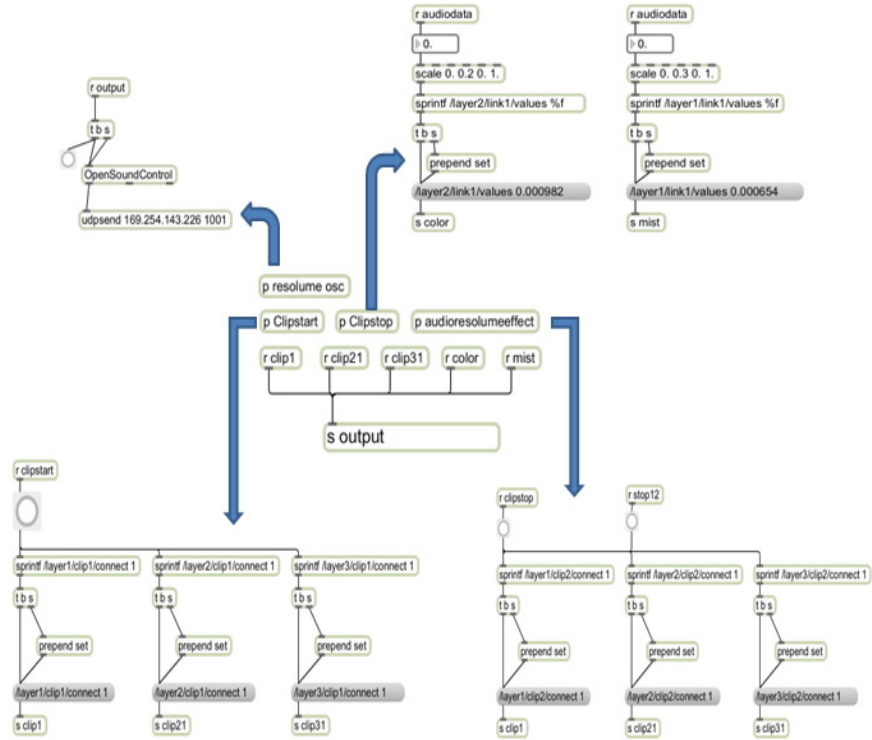 r audiodata
0.
scale 0. 0.2 0. 1.
sprintf /layer2/link1/values %f
t b s
prepend set
/layer2/link1/values 0.000982
s color
r audiodata
0.
scale 0. 0.3 0. 1.
sprintf /layer1/link1/values %f
t b s
prepend set
/layer1/link1/values 0.000654
s mist
r output
t b s
OpenSoundControl
udpsend 169.254.143.226 1001
p resolume osc
p Clipstart
p Clipstop
p audioresolumeeffect
r clip1
r clip21
r clip31
r color
r mist
s output
r clipstart
sprintf /layer1/clip1/connect 1
sprintf /layer2/clip1/connect 1
sprintf /layer3/clip1/connect 1
t b s
t b s
t b s
prepend set
prepend set
prepend set
/layer1/clip1/connect 1
/layer2/clip1/connect 1
/layer3/clip1/connect 1
s clip1
s clip21
s clip31
r clipstop
r stop12
sprintf /layer1/clip2/connect 1
sprintf /layer2/clip2/connect 1
sprintf /layer3/clip2/connect 1
t b s
t b s
t b s
prepend set
prepend set
prepend set
/layer1/clip2/connect 1
/layer2/clip2/connect 1
/layer3/clip2/connect 1
s clip1
s clip21
s clip31